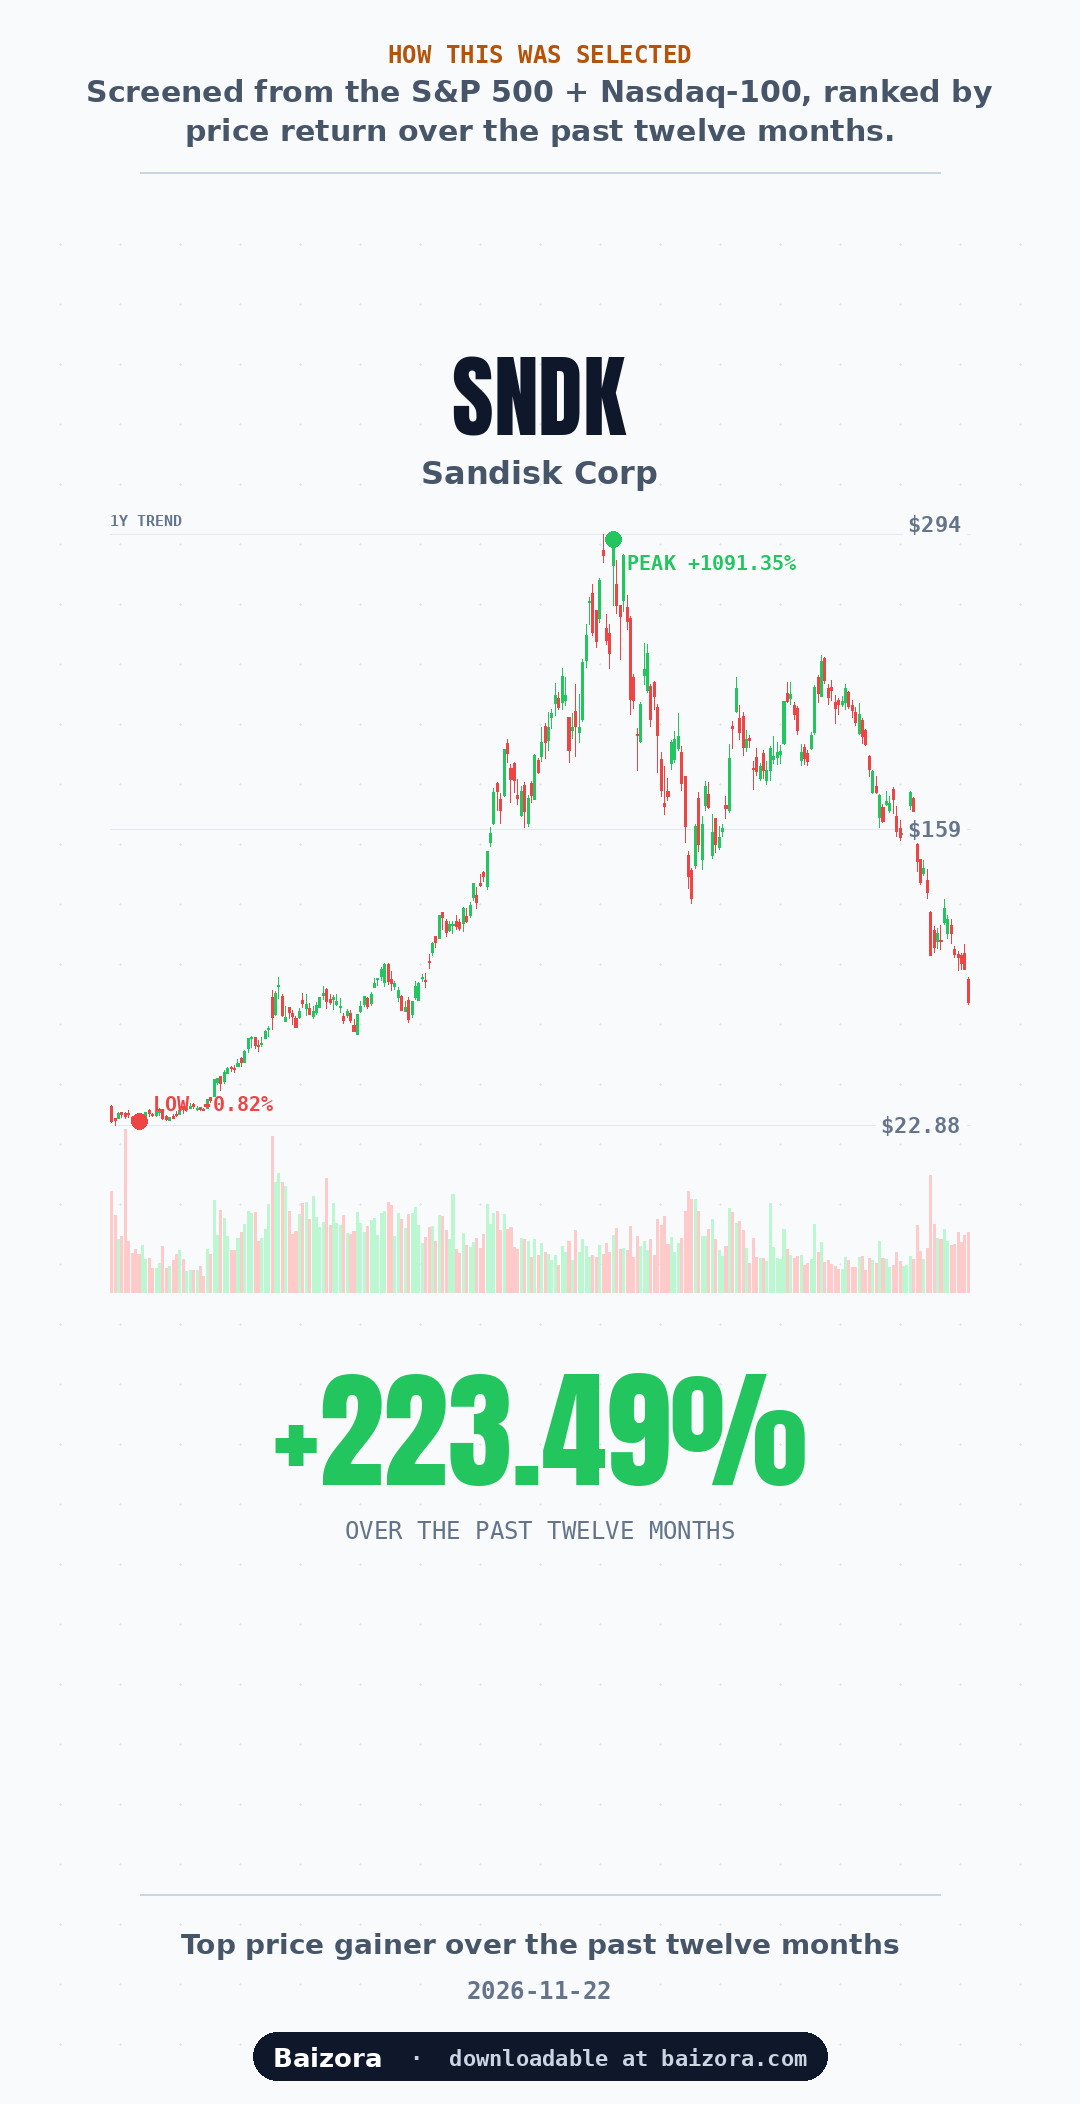 HOW THIS WAS SELECTED
Screened from the S&P 500 + Nasdaq-100, ranked by
price return over the past twelve months.
SNDK
Sandisk Corp
1Y TREND
$294
PEAK +1091.35%
$159
LOW -0.82%
$22.88
+223.49%
OVER THE PAST TWELVE MONTHS
Top price gainer over the past twelve months
2026-11-22
Baizora · downloadable at baizora.com